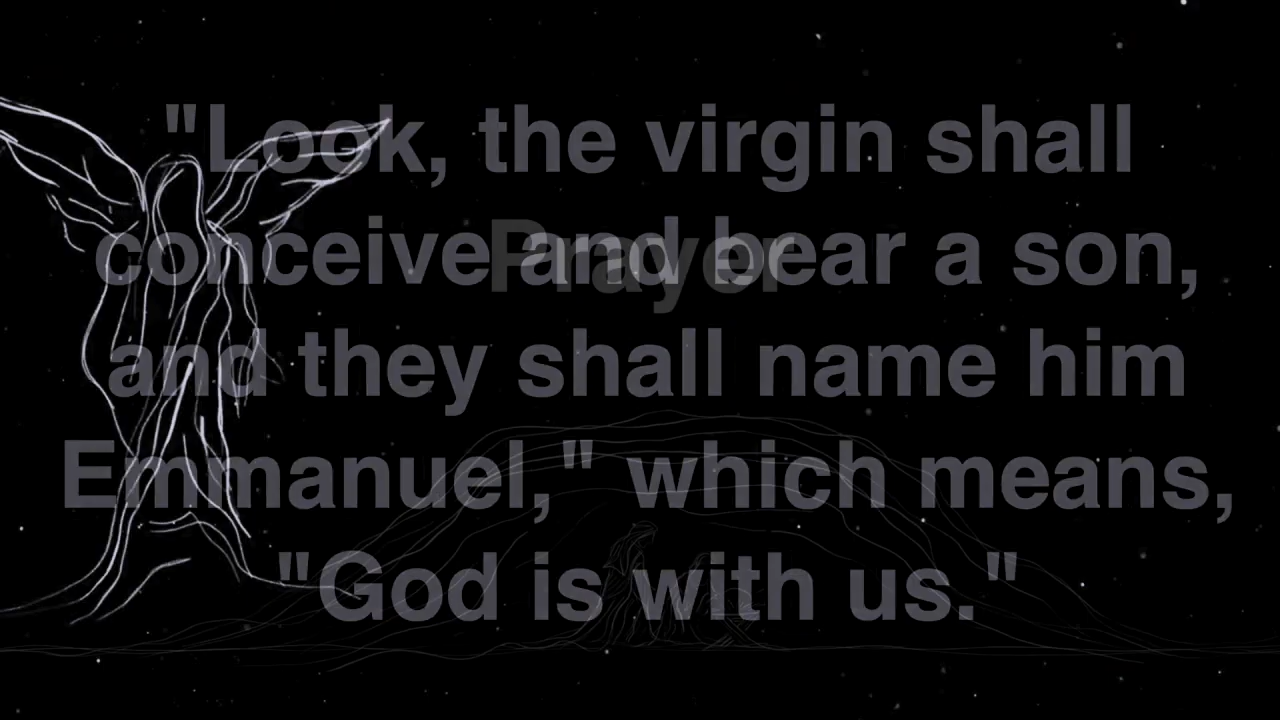 "Look, the virgin shall
conceive and bear a son,
Prayer
and they shall name him
Emmanuel," which means,
"God is with us."